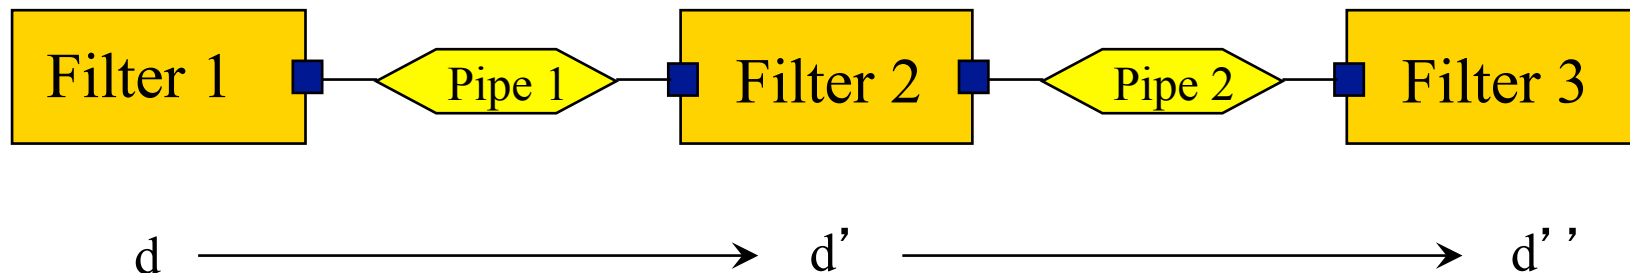 Filter 1 Pipe 1 Filter 2 Pipe 2 Filter 3
d d’ d’’